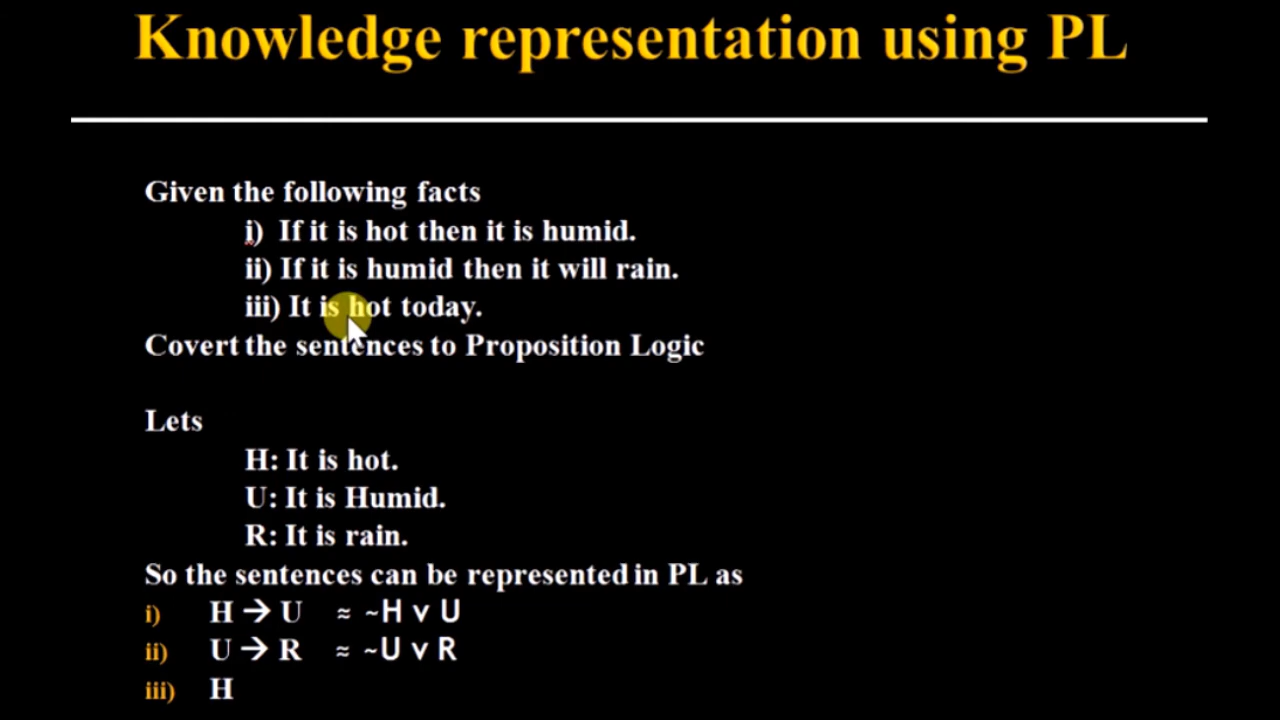 Knowledge representation using PL
Given the following facts
i) If it is hot then it is humid.
ii) If it is humid then it will rain.
iii) It is hot today.
Covert the sentences to Proposition Logic
Lets
H: It is hot.
U: It is Humid.
R: It is rain.
So the sentences can be represented in PL as
i) H → U ≈ ~H v U
ii) U → R ≈ ~U v R
iii) H